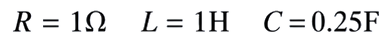 R = 1Ω L = 1H C = 0.25F